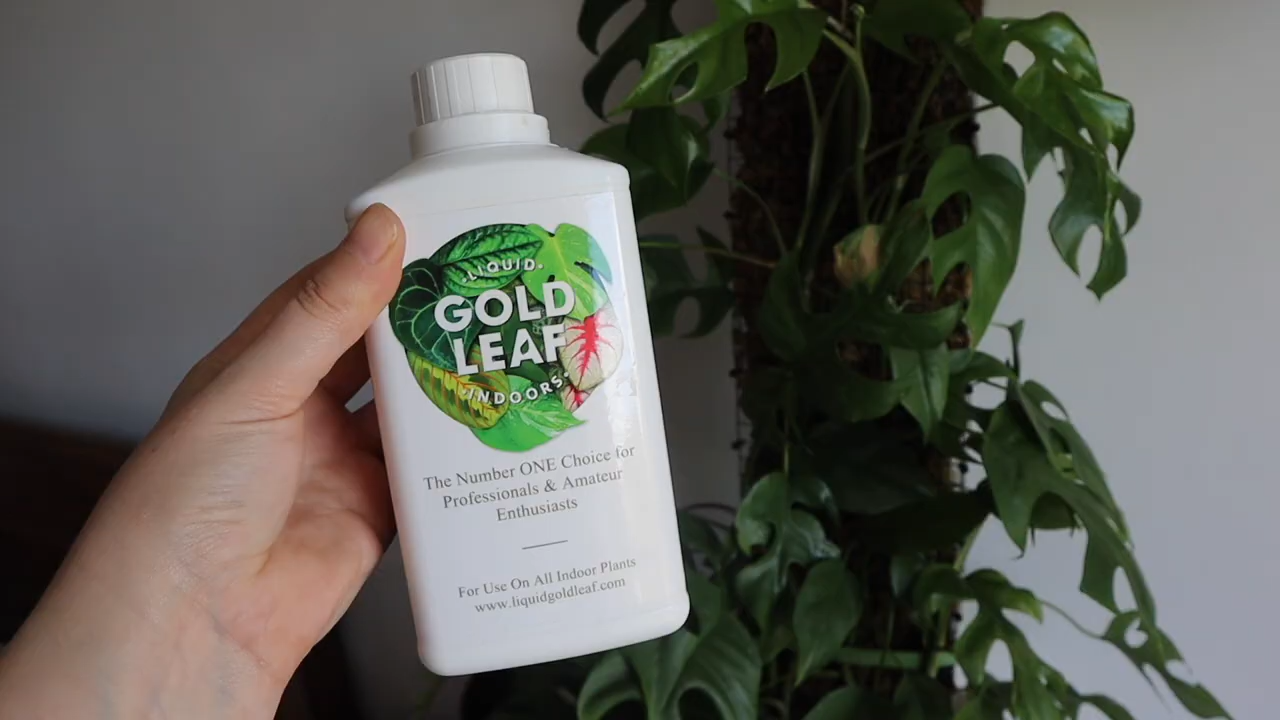 ·LIQUID·
GOLD
LEAF
·INDOORS·
The Number ONE Choice for
Professionals & Amateur
Enthusiasts
For Use On All Indoor Plants
www.liquidgoldleaf.com